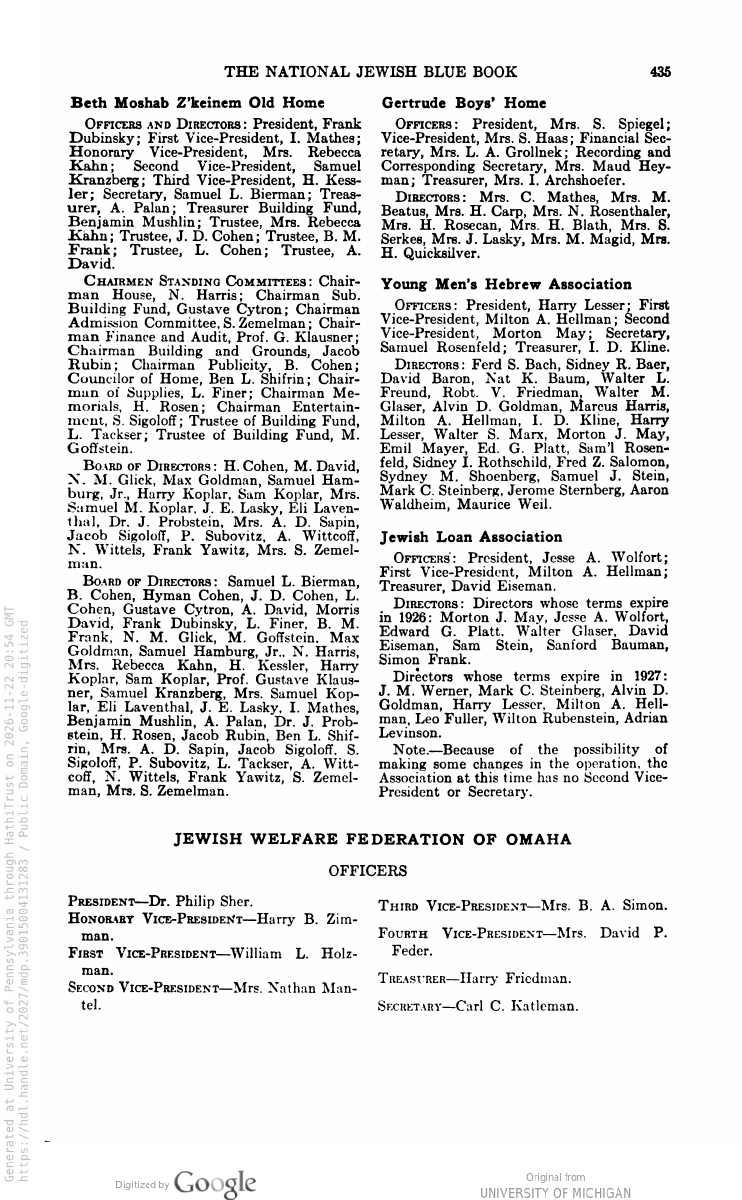 THE NATIONAL JEWISH BLUE BOOK 435
Beth Moshab Z'keinem Old Home
OFFICERS AND DIRECTORS: President, Frank
Dubinsky; First Vice-President, I. Mathes;
Honorary Vice-President, Mrs. Rebecca
Kahn; Second Vice-President, Samuel
Kranzberg; Third Vice-President, H. Kess-
ler; Secretary, Samuel L. Bierman; Treas-
urer, A. Palan; Treasurer Building Fund,
Benjamin Mushlin; Trustee, Mrs. Rebecca
Kahn; Trustee, J. D. Cohen; Trustee, B. M.
Frank; Trustee, L. Cohen; Trustee, A.
David.
CHAIRMEN STANDING COMMITTEES: Chair-
man House, N. Harris; Chairman Sub.
Building Fund, Gustave Cytron; Chairman
Admission Committee, S. Zemelman; Chair-
man Finance and Audit, Prof. G. Klausner;
Chairman Building and Grounds, Jacob
Rubin; Chairman Publicity, B. Cohen;
Councilor of Home, Ben L. Shifrin; Chair-
man of Supplies, L. Finer; Chairman Me-
morials, H. Rosen; Chairman Entertain-
ment, S. Sigoloff; Trustee of Building Fund,
L. Tackser; Trustee of Building Fund, M.
Goffstein.
BOARD OF DIRECTORS: H. Cohen, M. David,
N. M. Glick, Max Goldman, Samuel Ham-
burg, Jr., Harry Koplar, Sam Koplar, Mrs.
Samuel M. Koplar, J. E. Lasky, Eli Laven-
thal, Dr. J. Probstein, Mrs. A. D. Sapin,
Jacob Sigoloff, P. Subovitz, A. Wittcoff,
N. Wittels, Frank Yawitz, Mrs. S. Zemel-
man.
BOARD OF DIRECTORS: Samuel L. Bierman,
B. Cohen, Hyman Cohen, J. D. Cohen, L.
Cohen, Gustave Cytron, A. David, Morris
David, Frank Dubinsky, L. Finer, B. M.
Frank, N. M. Glick, M. Goffstein. Max
Goldman, Samuel Hamburg, Jr., N. Harris,
Mrs. Rebecca Kahn, H. Kessler, Harry
Koplar, Sam Koplar, Prof. Gustave Klaus-
ner, Samuel Kranzberg, Mrs. Samuel Kop-
lar, Eli Laventhal, J. E. Lasky, I. Mathes,
Benjamin Mushlin, A. Palan, Dr. J. Prob-
stein, H. Rosen, Jacob Rubin, Ben L. Shif-
rin, Mrs. A. D. Sapin, Jacob Sigoloff. S.
Sigoloff, P. Subovitz, L. Tackser, A. Witt-
coff, N. Wittels, Frank Yawitz, S. Zemel-
man, Mrs. S. Zemelman.
Gertrude Boys' Home
OFFICERS: President, Mrs. S. Spiegel;
Vice-President, Mrs. S. Haas; Financial Sec-
retary, Mrs. L. A. Grollnek; Recording and
Corresponding Secretary, Mrs. Maud Hey-
man; Treasurer, Mrs. I. Archshoefer.
DIRECTORS: Mrs. C. Mathes, Mrs. M.
Beatus, Mrs. H. Carp, Mrs. N. Rosenthaler,
Mrs. H. Rosecan, Mrs. H. Blath, Mrs. S.
Serkes, Mrs. J. Lasky, Mrs. M. Magid, Mrs.
H. Quicksilver.
Young Men's Hebrew Association
OFFICERS: President, Harry Lesser; First
Vice-President, Milton A. Hellman; Second
Vice-President, Morton May; Secretary,
Samuel Rosenfeld; Treasurer, I. D. Kline.
DIRECTORS: Ferd S. Bach, Sidney R. Baer,
David Baron, Nat K. Baum, Walter L.
Freund, Robt. V. Friedman, Walter M.
Glaser, Alvin D. Goldman, Marcus Harris,
Milton A. Hellman, I. D. Kline, Harry
Lesser, Walter S. Marx, Morton J. May,
Emil Mayer, Ed. G. Platt, Sam'l Rosen-
feld, Sidney I. Rothschild, Fred Z. Salomon,
Sydney M. Shoenberg, Samuel J. Stein,
Mark C. Steinberg, Jerome Sternberg, Aaron
Waldheim, Maurice Weil.
Jewish Loan Association
OFFICERS: President, Jesse A. Wolfort;
First Vice-President, Milton A. Hellman;
Treasurer, David Eiseman.
DIRECTORS: Directors whose terms expire
in 1926: Morton J. May, Jesse A. Wolfort,
Edward G. Platt. Walter Glaser, David
Eiseman, Sam Stein, Sanford Bauman,
Simon Frank.
Directors whose terms expire in 1927:
J. M. Werner, Mark C. Steinberg, Alvin D.
Goldman, Harry Lesser, Milton A. Hell-
man, Leo Fuller, Wilton Rubenstein, Adrian
Levinson.
Note.—Because of the possibility of
making some changes in the operation, the
Association at this time has no Second Vice-
President or Secretary.
JEWISH WELFARE FEDERATION OF OMAHA
OFFICERS
PRESIDENT—Dr. Philip Sher.
HONORARY VICE-PRESIDENT—Harry B. Zim-
man.
FIRST VICE-PRESIDENT—William L. Holz-
man.
SECOND VICE-PRESIDENT—Mrs. Nathan Man-
tel.
THIRD VICE-PRESIDENT—Mrs. B. A. Simon.
FOURTH VICE-PRESIDENT—Mrs. David P.
Feder.
TREASURER—Harry Friedman.
SECRETARY—Carl C. Katleman.
Generated at University of Pennsylvania through HathiTrust on 2026-11-22 20:54 GMT
https://hdl.handle.net/2027/mdp.39015004131283 / Public Domain, Google-digitized
Digitized by Google
Original from
UNIVERSITY OF MICHIGAN